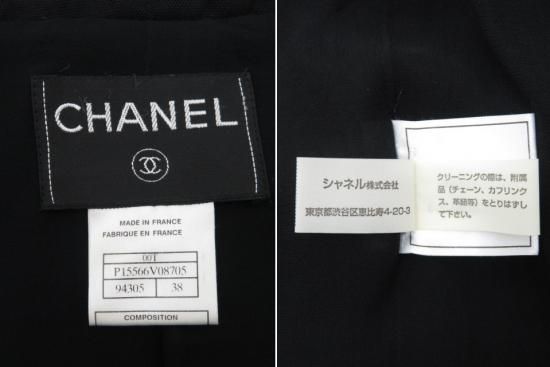 CHANEL
MADE IN FRANCE
FABRIQUE EN FRANCE
00T
P15566V08705
94305 38
COMPOSITION
シャネル株式会社
東京都渋谷区恵比寿4-20-3
クリーニングの際は、附属
品(チェーン、カフリンク
ス、革紐等)をとりはずし
て下さい。